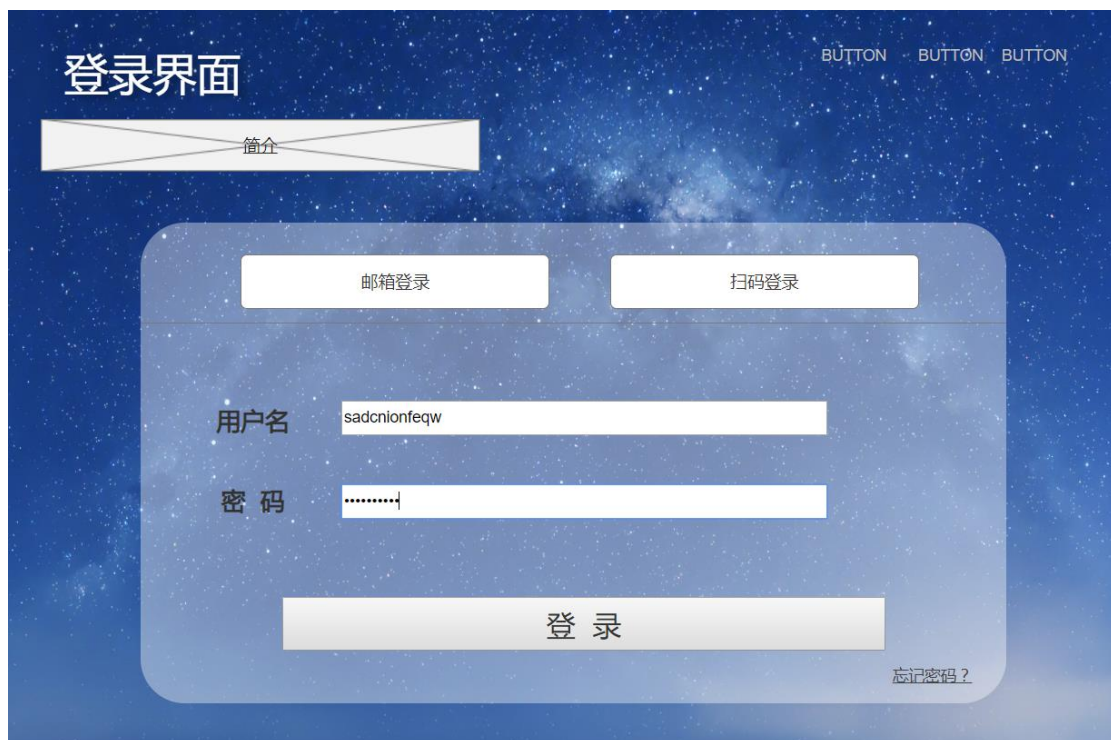 登录界面
BUTTON BUTTON BUTTON
简介
邮箱登录 扫码登录
用户名 sadcnionfeqw
密 码 ••••••••••
登 录
忘记密码？